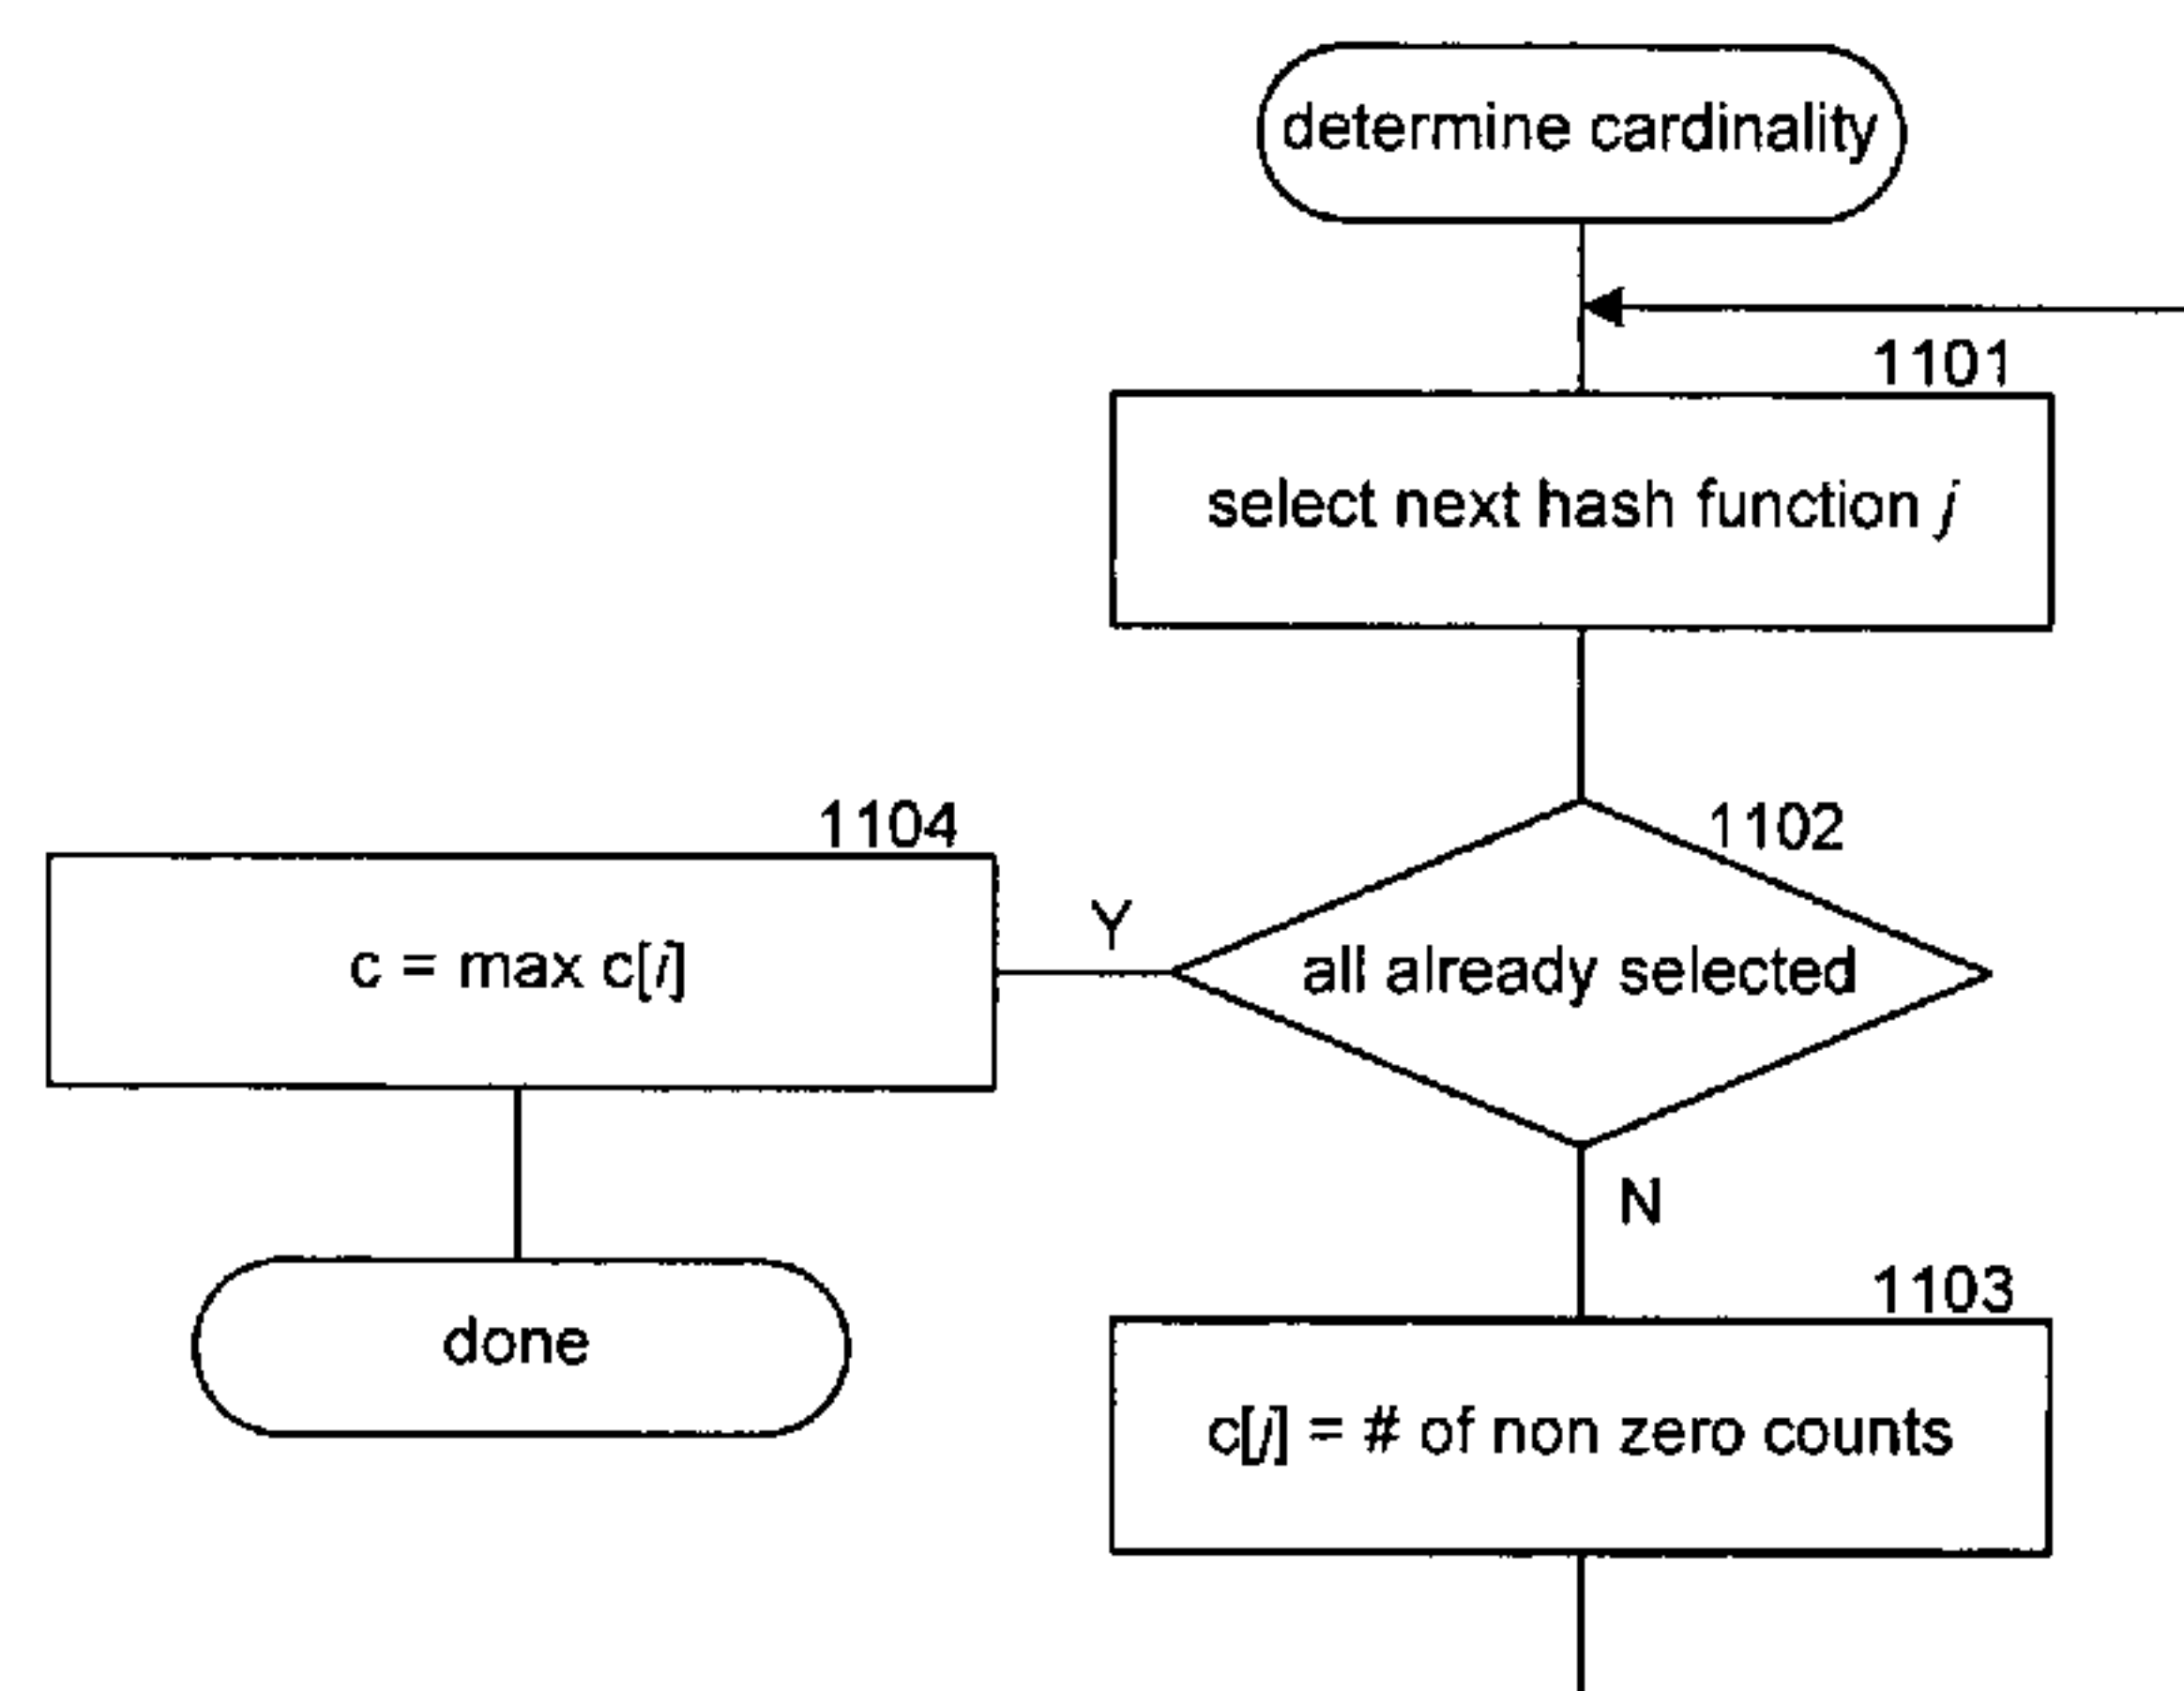 determine cardinality
1101
select next hash function j
1102
all already selected
Y
1104
c = max c[i]
done
N
1103
c[j] = # of non zero counts